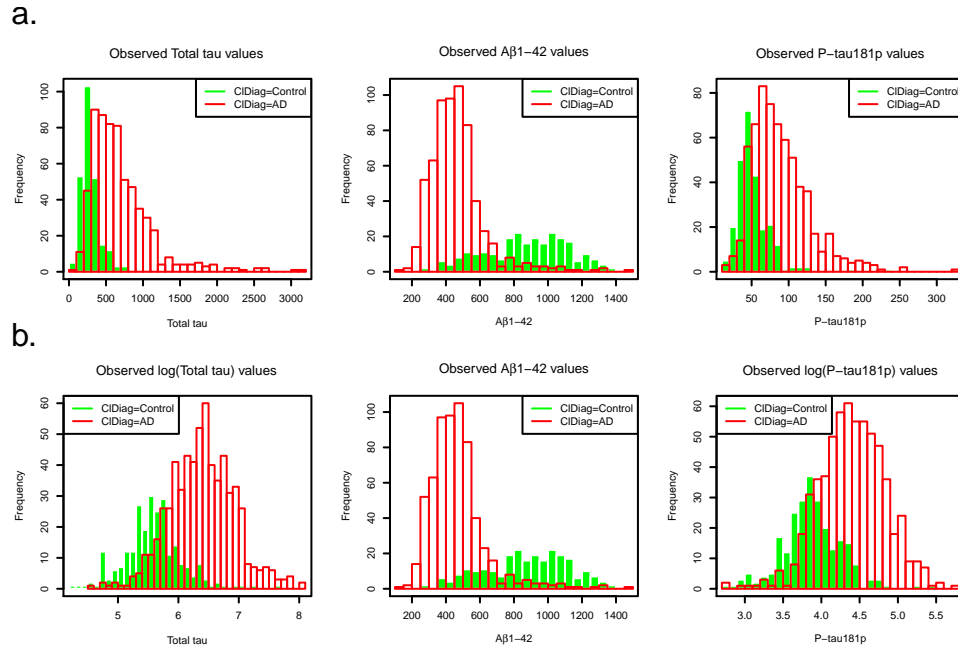 a.
Observed Total tau values
Observed Aβ1−42 values
Observed P−tau181p values
ClDiag=Control
ClDiag=AD
ClDiag=Control
ClDiag=AD
ClDiag=Control
ClDiag=AD
Frequency
0 20 40 60 80 100
0 500 1000 1500 2000 2500 3000
Total tau
Frequency
0 20 40 60 80 100
200 400 600 800 1000 1200 1400
Aβ1−42
Frequency
0 20 40 60 80
50 100 150 200 250 300
P−tau181p
b.
Observed log(Total tau) values
Observed Aβ1−42 values
Observed log(P−tau181p) values
ClDiag=Control
ClDiag=AD
ClDiag=Control
ClDiag=AD
ClDiag=Control
ClDiag=AD
Frequency
0 10 20 30 40 50 60
5 6 7 8
Total tau
Frequency
0 20 40 60 80 100
200 400 600 800 1000 1200 1400
Aβ1−42
Frequency
0 10 20 30 40 50 60
3.0 3.5 4.0 4.5 5.0 5.5
P−tau181p